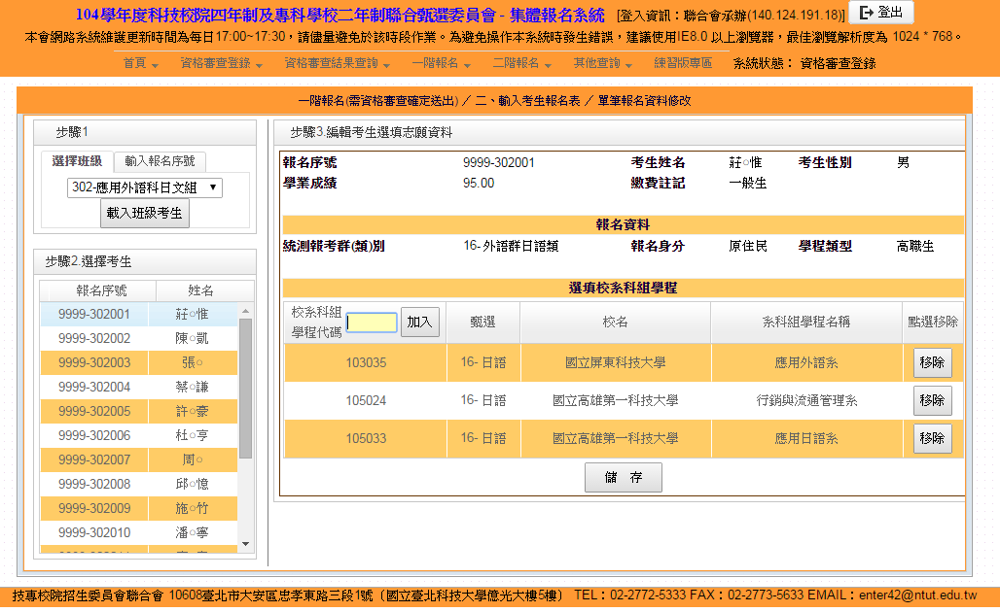 104學年度科技校院四年制及專科學校二年制聯合甄選委員會 - 集體報名系統 [登入資訊：聯合會承辦(140.124.191.18)] 登出
本會網路系統維護更新時間為每日17:00~17:30，請儘量避免於該時段作業。為避免操作本系統時發生錯誤，建議使用IE8.0 以上瀏覽器，最佳瀏覽解析度為 1024 * 768。
首頁 資格審查登錄 資格審查結果查詢 一階報名 二階報名 其他查詢 練習版專區 系統狀態： 資格審查登錄
一階報名(需資格審查確定送出) ／ 二、輸入考生報名表 ／ 單筆報名資料修改
步驟1
選擇班級 輸入報名序號
302-應用外語科日文組
載入班級考生
步驟2.選擇考生
報名序號 姓名
9999-302001 莊○惟
9999-302002 陳○凱
9999-302003 張○
9999-302004 蔡○謙
9999-302005 許○豪
9999-302006 杜○亨
9999-302007 周○
9999-302008 邱○憶
9999-302009 施○竹
9999-302010 潘○寧
步驟3.編輯考生選填志願資料
報名序號 9999-302001 考生姓名 莊○惟 考生性別 男
學業成績 95.00 繳費註記 一般生
報名資料
統測報考群(類)別 16- 外語群日語類 報名身分 原住民 學程類型 高職生
選填校系科組學程
校系科組學程代碼 加入 甄選 校名 系科組學程名稱 點選移除
103035 16- 日語 國立屏東科技大學 應用外語系 移除
105024 16- 日語 國立高雄第一科技大學 行銷與流通管理系 移除
105033 16- 日語 國立高雄第一科技大學 應用日語系 移除
儲 存
技專校院招生委員會聯合會 10608臺北市大安區忠孝東路三段1號〔國立臺北科技大學億光大樓5樓〕 TEL：02-2772-5333 FAX：02-2773-5633 EMAIL：enter42@ntut.edu.tw